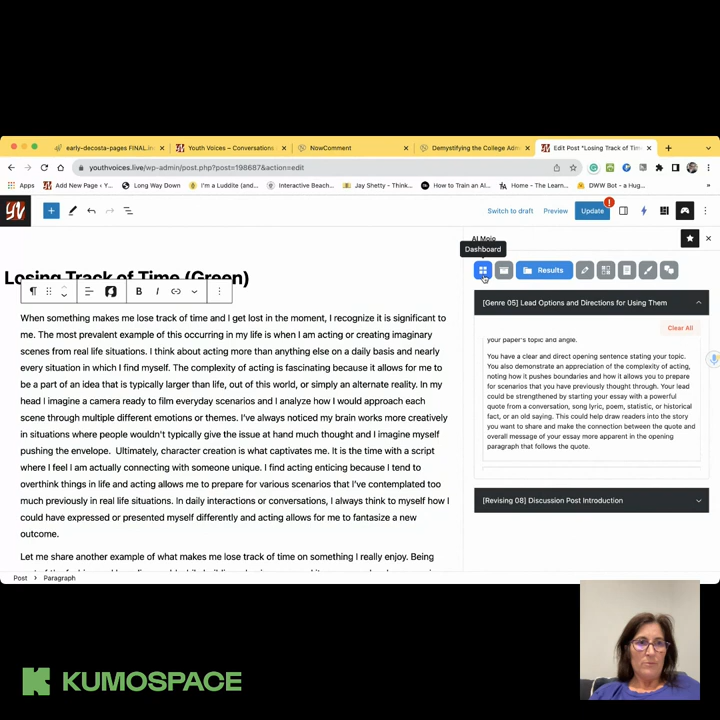 early-decosta-pages FINAL.in
Youth Voices – Conversations
NowComment
Demystifying the College Adm
Edit Post "Losing Track of Tim
youthvoices.live/wp-admin/post.php?post=198687&action=edit
Apps
Add New Page ‹ Y
Long Way Down
I'm a Luddite (and
Interactive Beach
Jay Shetty - Think
How to Train an AI
Home - The Learn
DWW Bot - a Hug
Switch to draft
Preview
Update
AI Mojo
Dashboard
Results
Losing Track of Time (Green)
[Genre 05] Lead Options and Directions for Using Them
Clear All
your paper's topic and angle.
You have a clear and direct opening sentence stating your topic.
You also demonstrate an appreciation of the complexity of acting,
noting how it pushes boundaries and how it allows you to prepare
for scenarios that you have previously thought through. Your lead
could be strengthened by starting your essay with a powerful
quote from a conversation, song lyric, poem, statistic, or historical
fact, or an old saying. This could help draw readers into the story
you want to share and make the connection between the quote and
overall message of your essay more apparent in the opening
paragraph that follows the quote.
[Revising 08] Discussion Post Introduction
When something makes me lose track of time and I get lost in the moment, I recognize it is significant to
me. The most prevalent example of this occurring in my life is when I am acting or creating imaginary
scenes from real life situations. I think about acting more than anything else on a daily basis and nearly
every situation in which I find myself. The complexity of acting is fascinating because it allows for me to
be a part of an idea that is typically larger than life, out of this world, or simply an alternate reality. In my
head I imagine a camera ready to film everyday scenarios and I analyze how I would approach each
scene through multiple different emotions or themes. I've always noticed my brain works more creatively
in situations where people wouldn't typically give the issue at hand much thought and I imagine myself
pushing the envelope. Ultimately, character creation is what captivates me. It is the time with a script
where I feel I am actually connecting with someone unique. I find acting enticing because I tend to
overthink things in life and acting allows me to prepare for various scenarios that I've contemplated too
much previously in real life situations. In daily interactions or conversations, I always think to myself how I
could have expressed or presented myself differently and acting allows for me to fantasize a new
outcome.
Let me share another example of what makes me lose track of time on something I really enjoy. Being
Post
Paragraph
KUMOSPACE